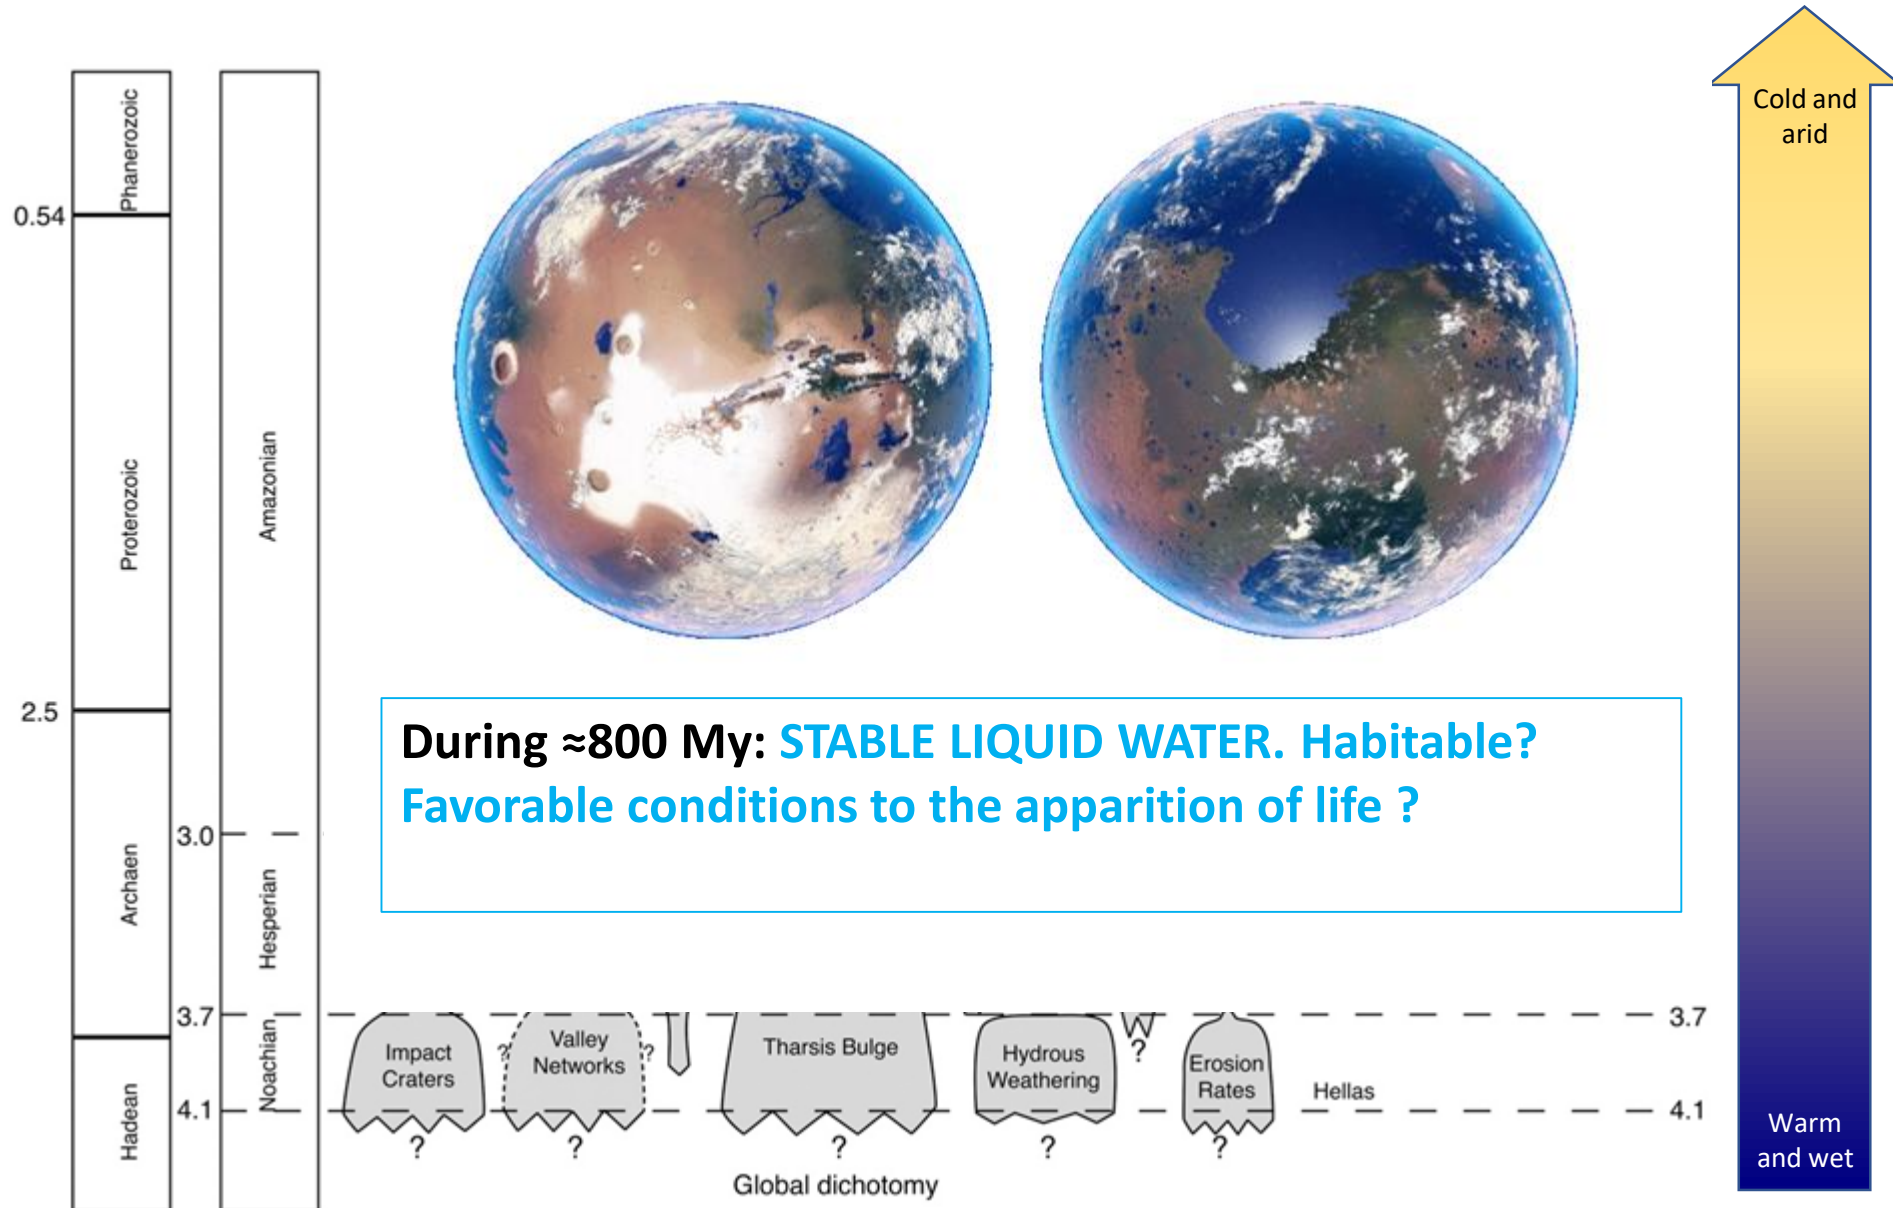 Cold and
arid
Phanerozoic
0.54
Proterozoic
Amazonian
2.5
During ≈800 My: STABLE LIQUID WATER. Habitable?
Favorable conditions to the apparition of life ?
3.0
Archaen
Hesperian
3.7
3.7
Noachian
Impact
Craters
?
Valley
Networks
?
Tharsis Bulge
Hydrous
Weathering
?
Erosion
Rates
Hellas
4.1
4.1
Hadean
?
?
?
?
?
Global dichotomy
Warm
and wet